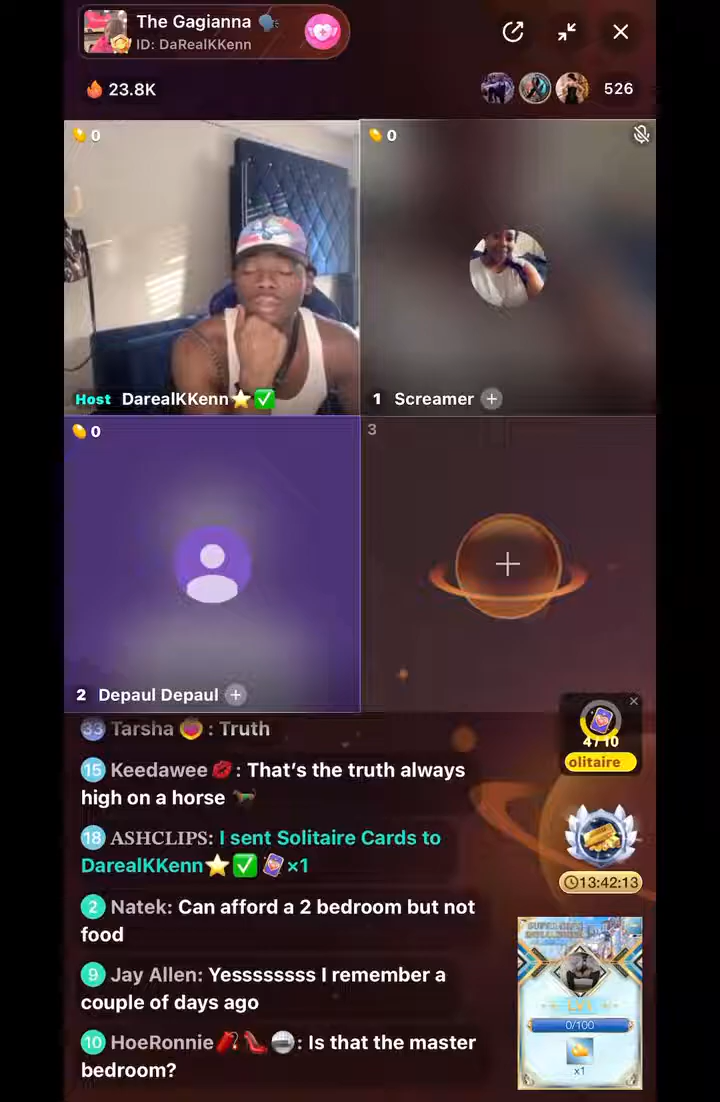 The Gagianna 🗣️
ID: DaRealKKenn
🔥 23.8K
526
0
0
Host DarealKKenn⭐✅
1 Screamer +
0
3
2 Depaul Depaul +
4/10
olitaire
33 Tarsha : Truth
15 Keedawee💋: That’s the truth always
high on a horse 🐎
18 ASHCLIPS: I sent Solitaire Cards to
DarealKKenn⭐✅ ×1
2 Natek: Can afford a 2 bedroom but not
food
9 Jay Allen: Yesssssssss I remember a
couple of days ago
10 HoeRonnie🧨👠🪩: Is that the master
bedroom?
13:42:13
0/100
x1